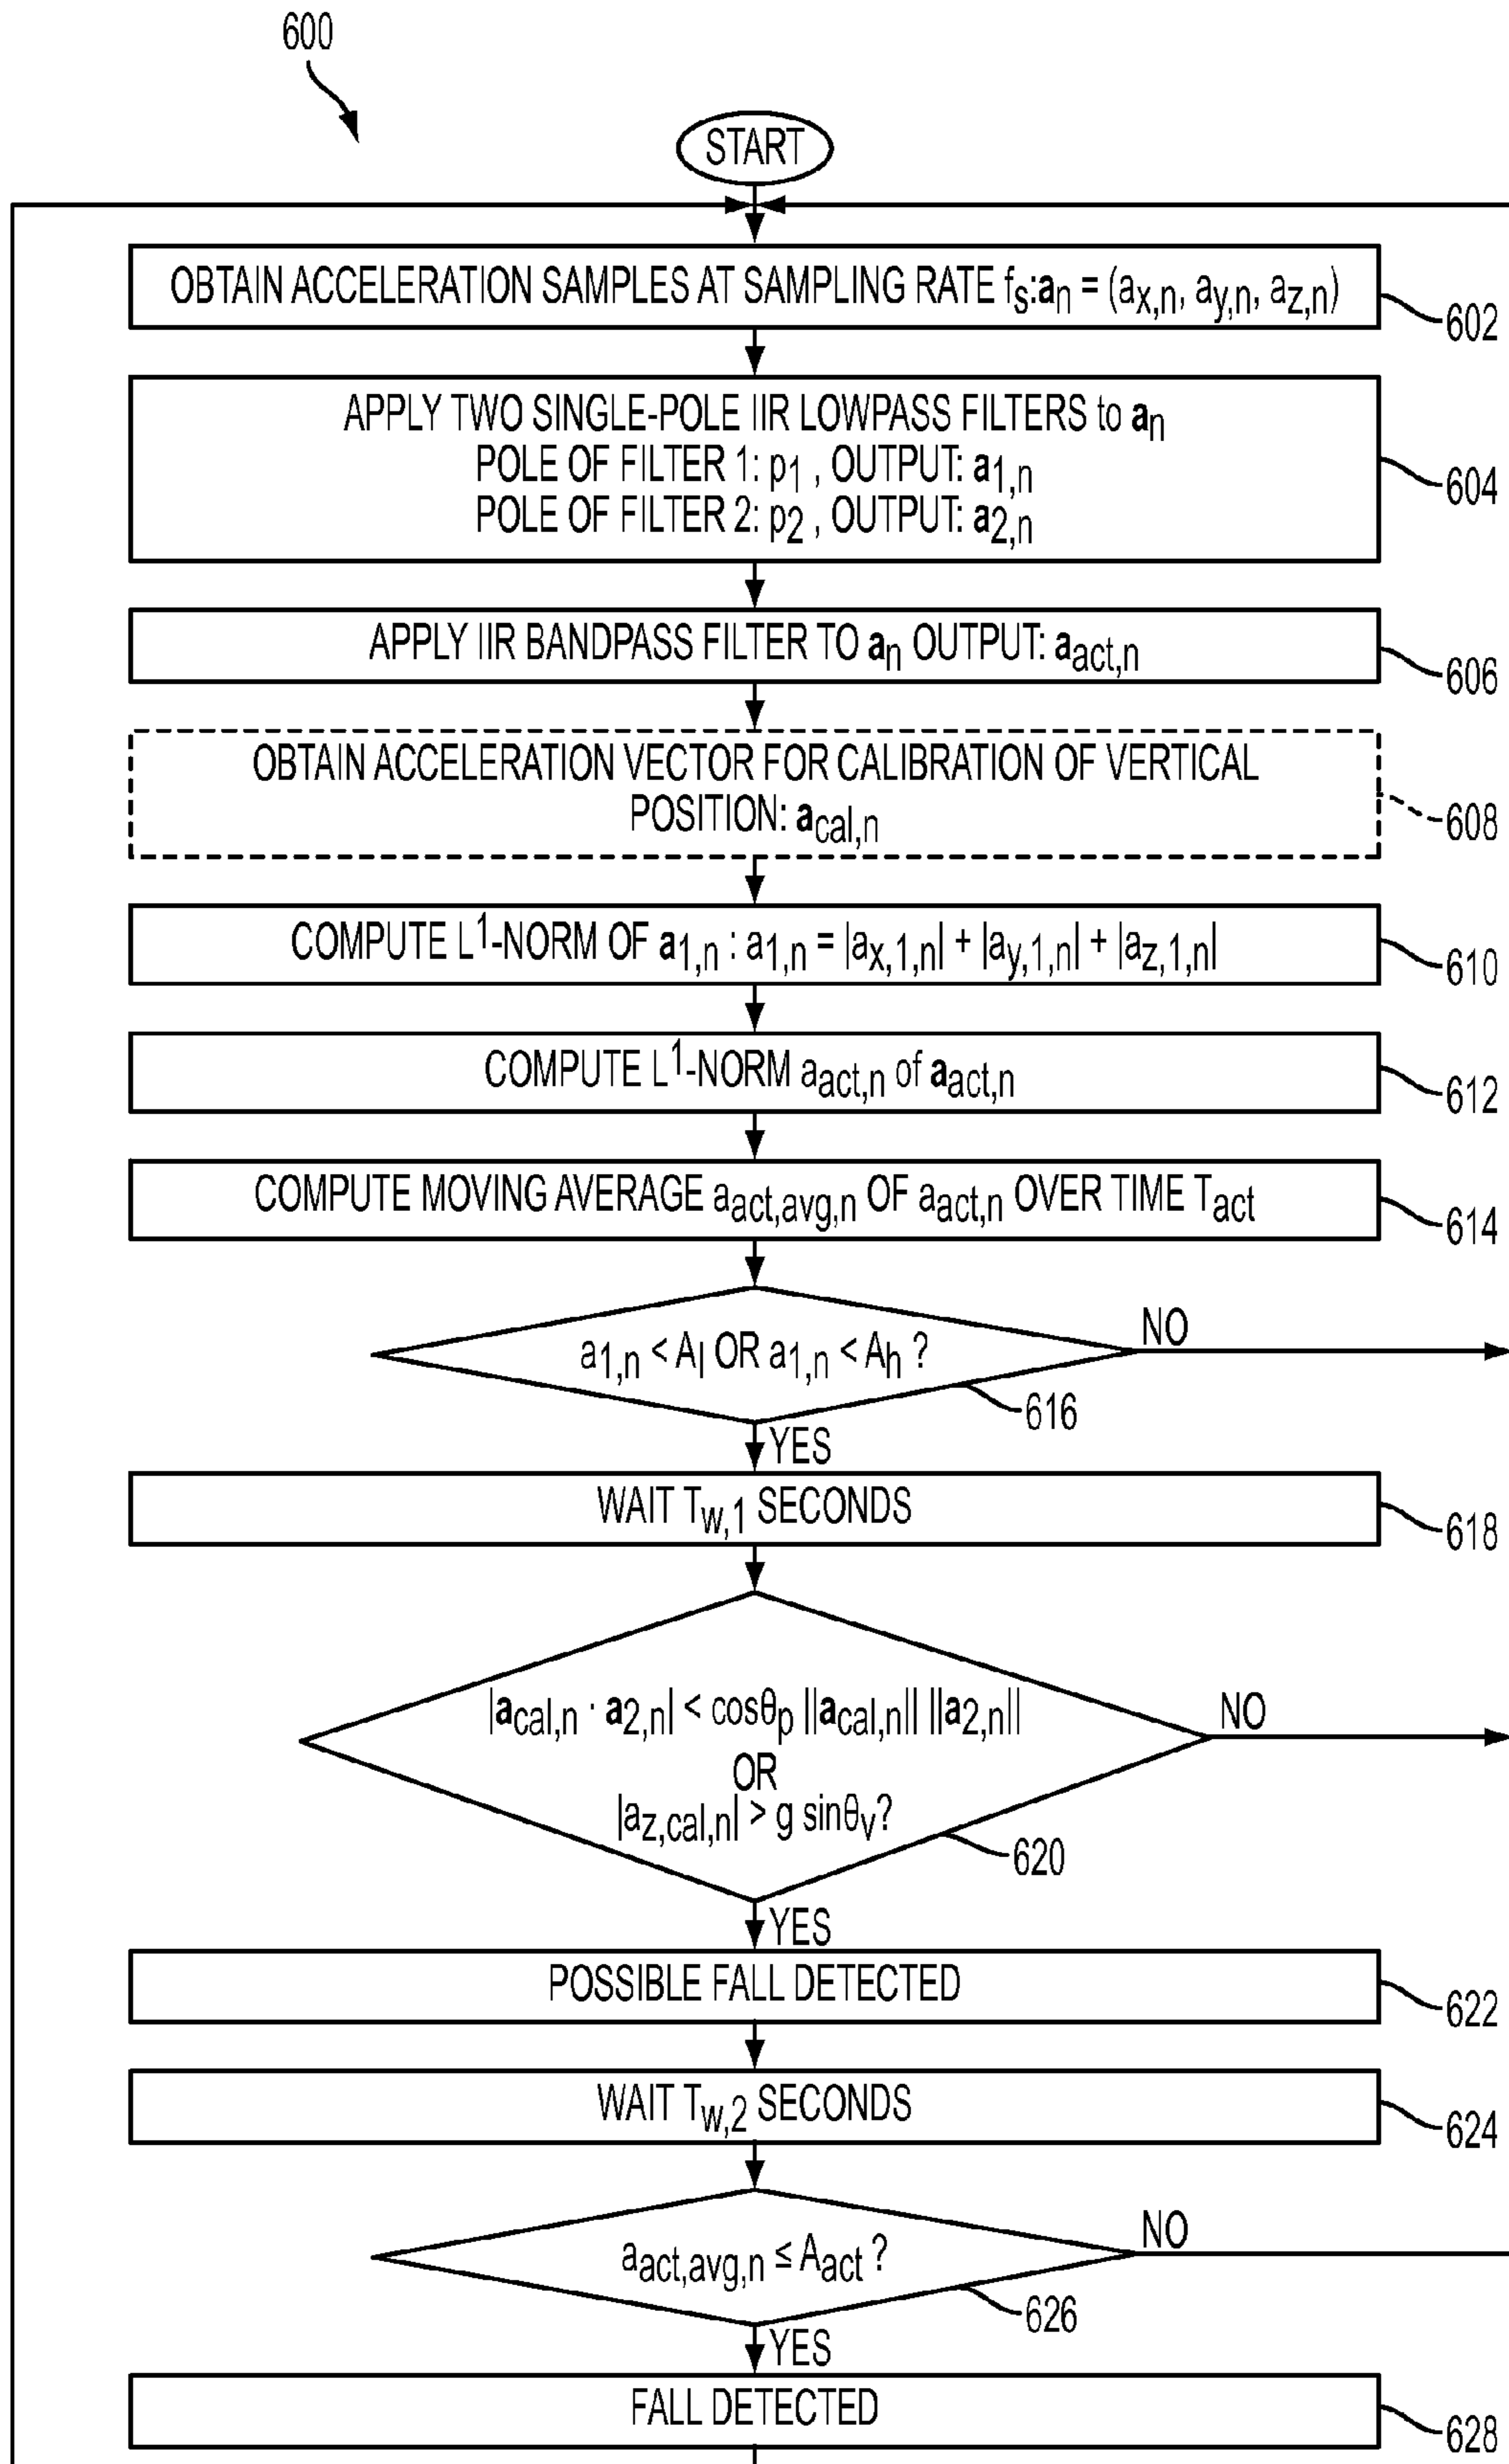 600
START
OBTAIN ACCELERATION SAMPLES AT SAMPLING RATE fs:an = (ax,n, ay,n, az,n)
602
APPLY TWO SINGLE-POLE IIR LOWPASS FILTERS to an
POLE OF FILTER 1: p1 , OUTPUT: a1,n
POLE OF FILTER 2: p2 , OUTPUT: a2,n
604
APPLY IIR BANDPASS FILTER TO an OUTPUT: aact,n
606
OBTAIN ACCELERATION VECTOR FOR CALIBRATION OF VERTICAL
POSITION: acal,n
608
COMPUTE L1-NORM OF a1,n : a1,n = |ax,1,n| + |ay,1,n| + |az,1,n|
610
COMPUTE L1-NORM aact,n of aact,n
612
COMPUTE MOVING AVERAGE aact,avg,n OF aact,n OVER TIME Tact
614
a1,n < Al OR a1,n < Ah ?
NO
616
YES
WAIT Tw,1 SECONDS
618
|acal,n · a2,n| < cosθp ||acal,n|| ||a2,n||
OR
|az,cal,n| > g sinθv?
NO
620
YES
POSSIBLE FALL DETECTED
622
WAIT Tw,2 SECONDS
624
aact,avg,n ≤ Aact ?
NO
626
YES
FALL DETECTED
628